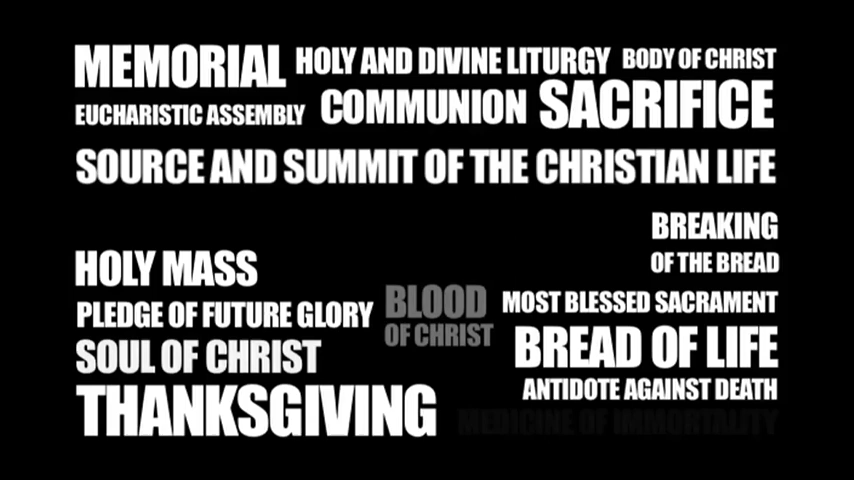 MEMORIAL HOLY AND DIVINE LITURGY BODY OF CHRIST
EUCHARISTIC ASSEMBLY COMMUNION SACRIFICE
SOURCE AND SUMMIT OF THE CHRISTIAN LIFE
BREAKING
OF THE BREAD
HOLY MASS
PLEDGE OF FUTURE GLORY
SOUL OF CHRIST
THANKSGIVING
BLOOD
OF CHRIST
MOST BLESSED SACRAMENT
BREAD OF LIFE
ANTIDOTE AGAINST DEATH
MEDICINE OF IMMORTALITY